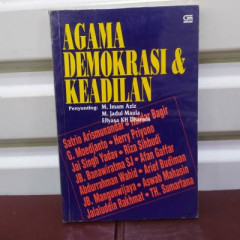 AGAMA
DEMOKRASI &
KEADILAN
Penyunting: M. Imam Aziz
M. Jadul Maula
Ellyasa KH Dharwis
Satrio Arismunandar • Haidar Bagir
G. Moedjanto • Herry Priyono
Jai Singh Yadav • Riza Sihbudi
JB. Banawiratma SJ • Afan Gaffar
Abdurrahman Wahid • Arief Budiman
JB. Mangunwijaya • Aswab Mahasin
Jalaluddin Rakhmat • Th. Sumartana